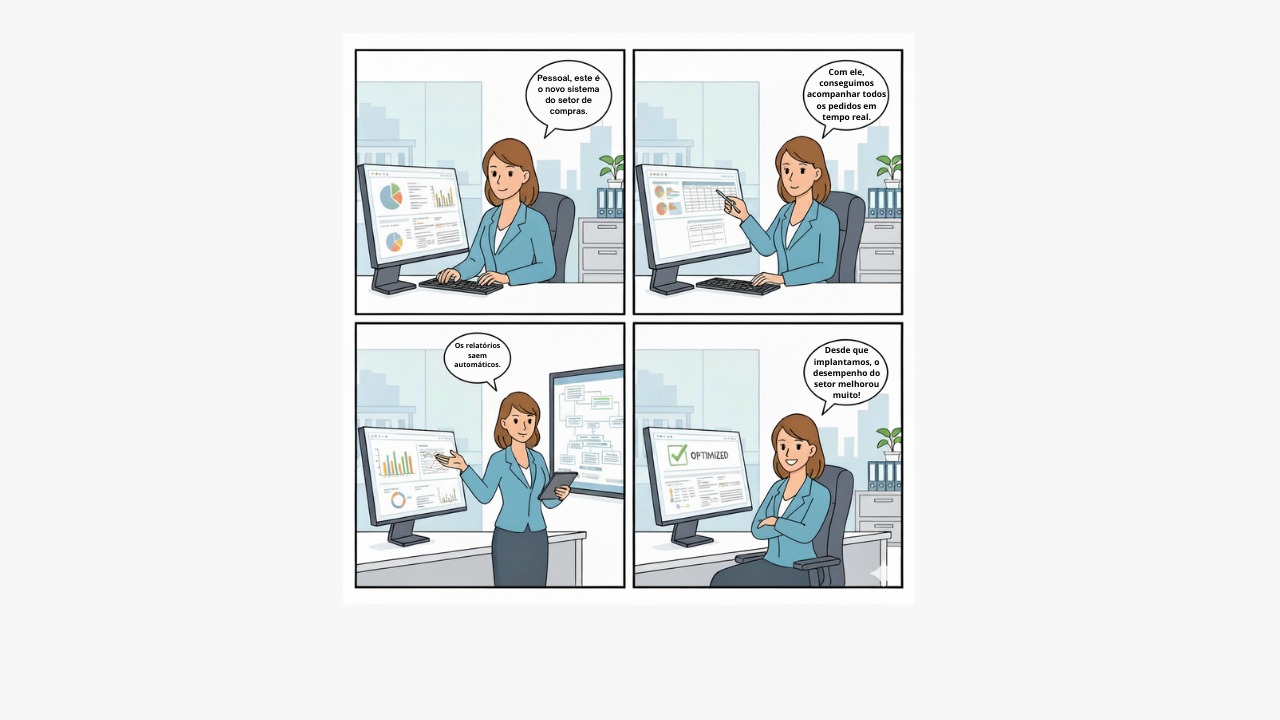 Pessoal, este é
o novo sistema
do setor de
compras.
Com ele,
conseguimos
acompanhar todos
os pedidos em
tempo real.
Os relatórios
saem
automáticos.
Desde que
implantamos, o
desempenho do
setor melhorou
muito!
OPTIMIZED